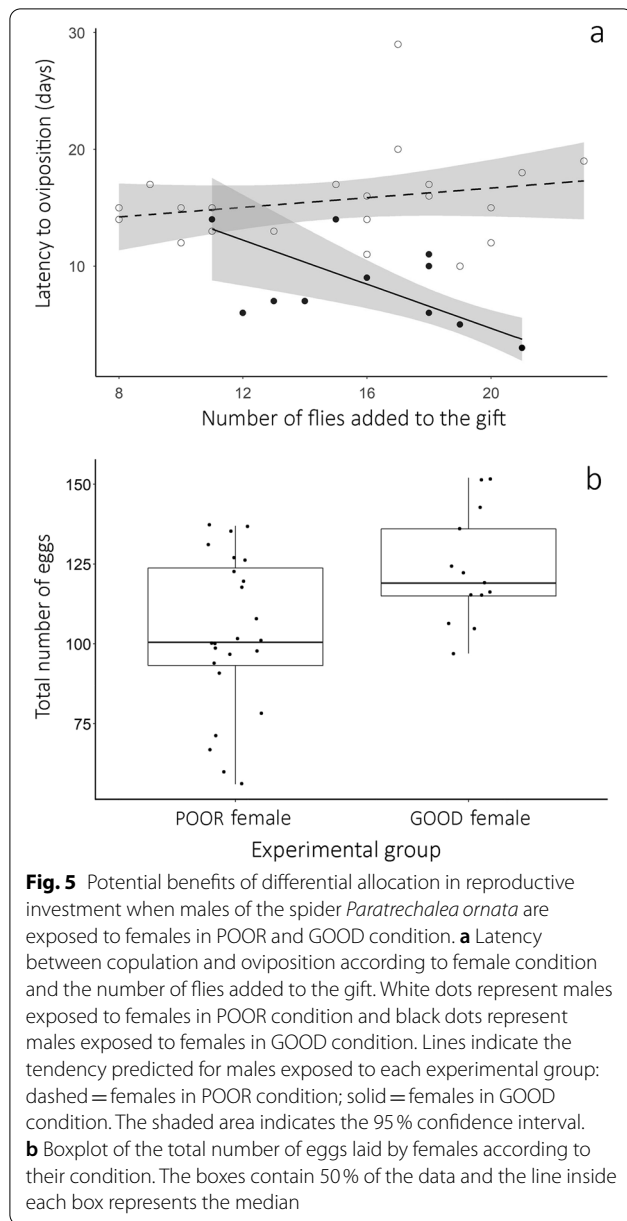 a
30
20
10
Latency to oviposition (days)
8
12
16
20
Number of flies added to the gift
b
150
125
100
75
Total number of eggs
POOR female
GOOD female
Experimental group
Fig. 5 Potential benefits of differential allocation in reproductive
investment when males of the spider Paratrechalea ornata are
exposed to females in POOR and GOOD condition. a Latency
between copulation and oviposition according to female condition
and the number of flies added to the gift. White dots represent males
exposed to females in POOR condition and black dots represent
males exposed to females in GOOD condition. Lines indicate the
tendency predicted for males exposed to each experimental group:
dashed = females in POOR condition; solid = females in GOOD
condition. The shaded area indicates the 95% confidence interval.
b Boxplot of the total number of eggs laid by females according to
their condition. The boxes contain 50% of the data and the line inside
each box represents the median